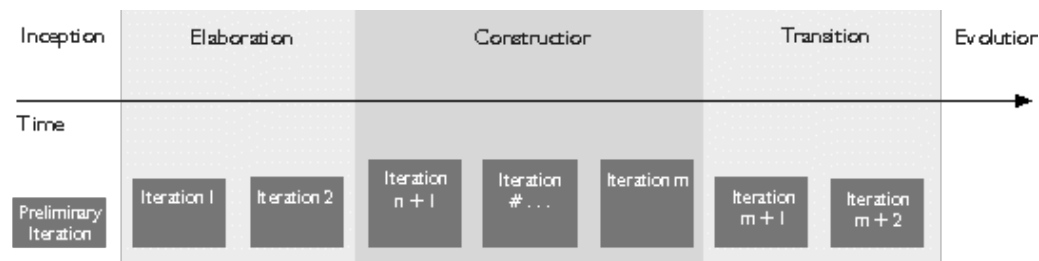 Inception
Elaboration
Construction
Transition
Evolution
Time
Preliminary
Iteration
Iteration 1
Iteration 2
Iteration
n + 1
Iteration
# . . .
Iteration m
Iteration
m + 1
Iteration
m + 2